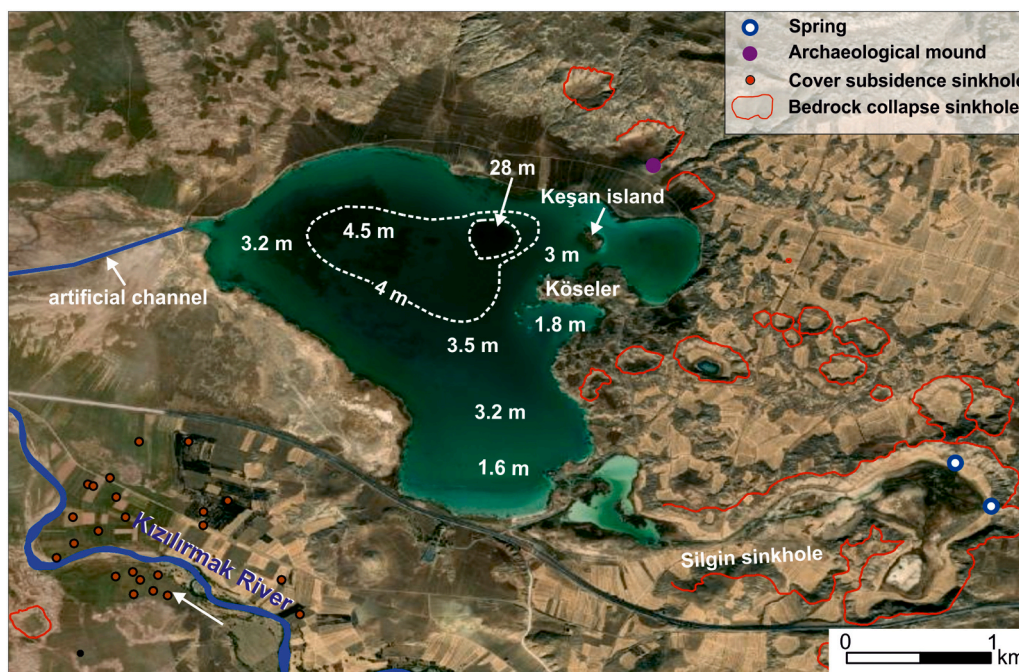 Spring
Archaeological mound
Cover subsidence sinkhole
Bedrock collapse sinkhole
28 m
Keşan island
4.5 m
3.2 m
3 m
artificial channel
4 m
Köseler
1.8 m
3.5 m
3.2 m
1.6 m
Kızılırmak River
Silgin sinkhole
0
1
km